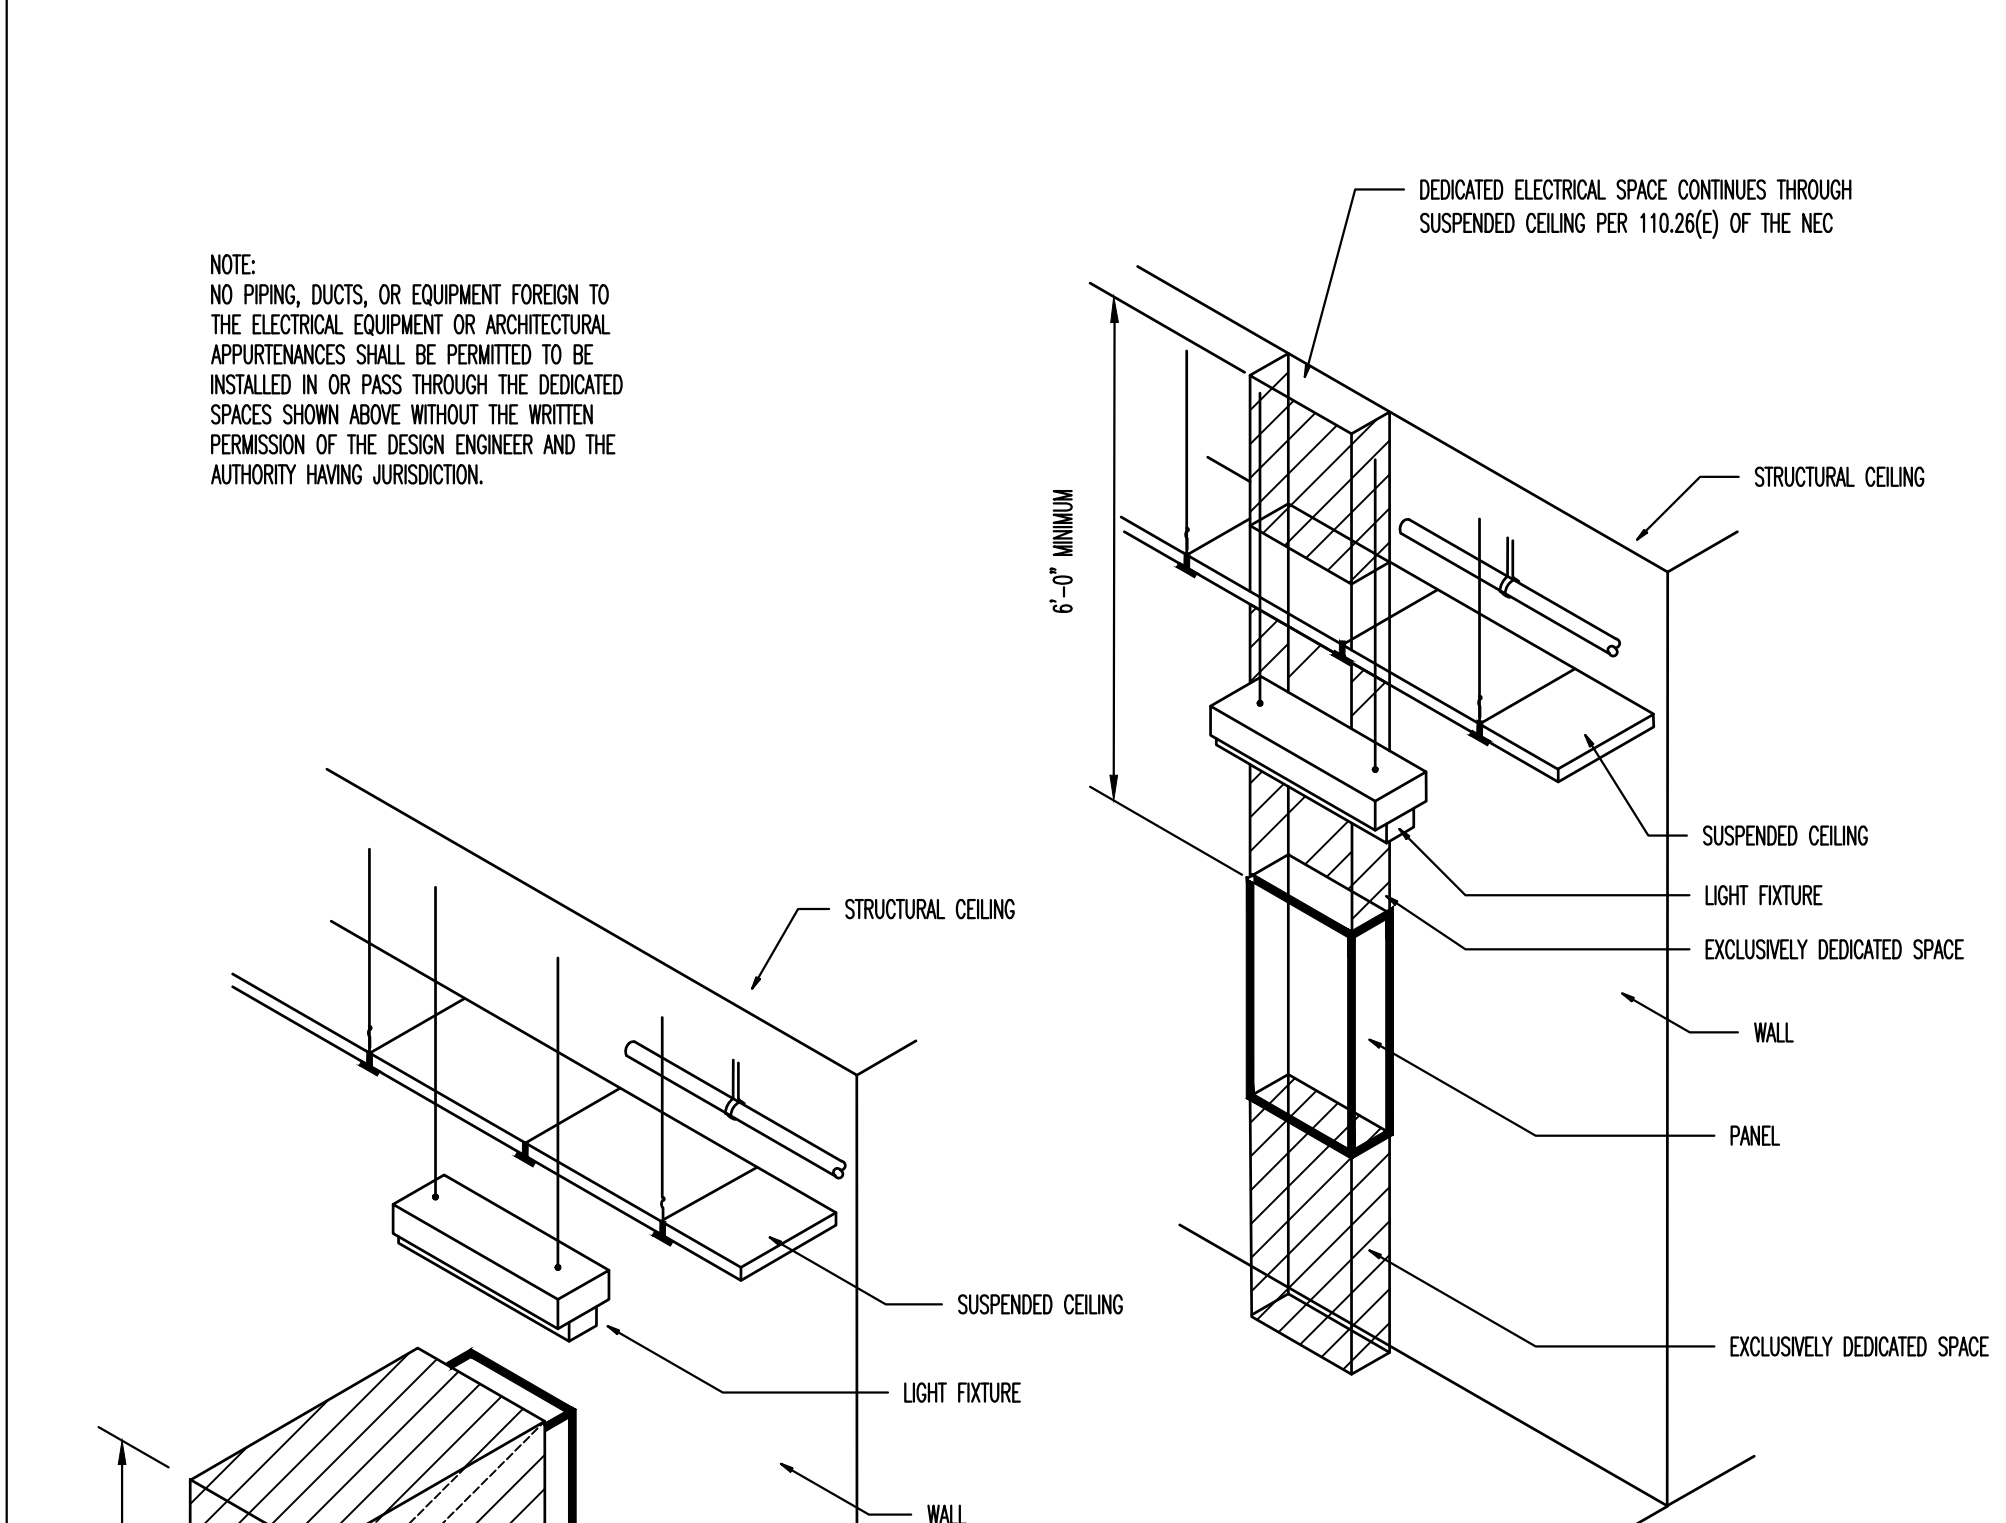 DEDICATED ELECTRICAL SPACE CONTINUES THROUGH
SUSPENDED CEILING PER 110.26(E) OF THE NEC
NOTE:
NO PIPING, DUCTS, OR EQUIPMENT FOREIGN TO
THE ELECTRICAL EQUIPMENT OR ARCHITECTURAL
APPURTENANCES SHALL BE PERMITTED TO BE
INSTALLED IN OR PASS THROUGH THE DEDICATED
SPACES SHOWN ABOVE WITHOUT THE WRITTEN
PERMISSION OF THE DESIGN ENGINEER AND THE
AUTHORITY HAVING JURISDICTION.
STRUCTURAL CEILING
6'-0" MINIMUM
SUSPENDED CEILING
LIGHT FIXTURE
EXCLUSIVELY DEDICATED SPACE
WALL
PANEL
EXCLUSIVELY DEDICATED SPACE
STRUCTURAL CEILING
SUSPENDED CEILING
LIGHT FIXTURE
WALL